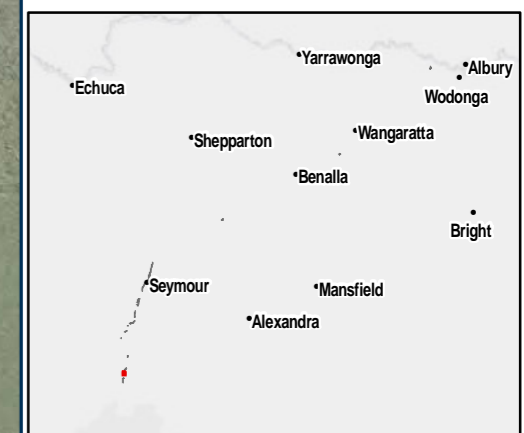 Yarrawonga
Albury
Echuca
Wodonga
Shepparton
Wangaratta
Benalla
Bright
Seymour
Mansfield
Alexandra